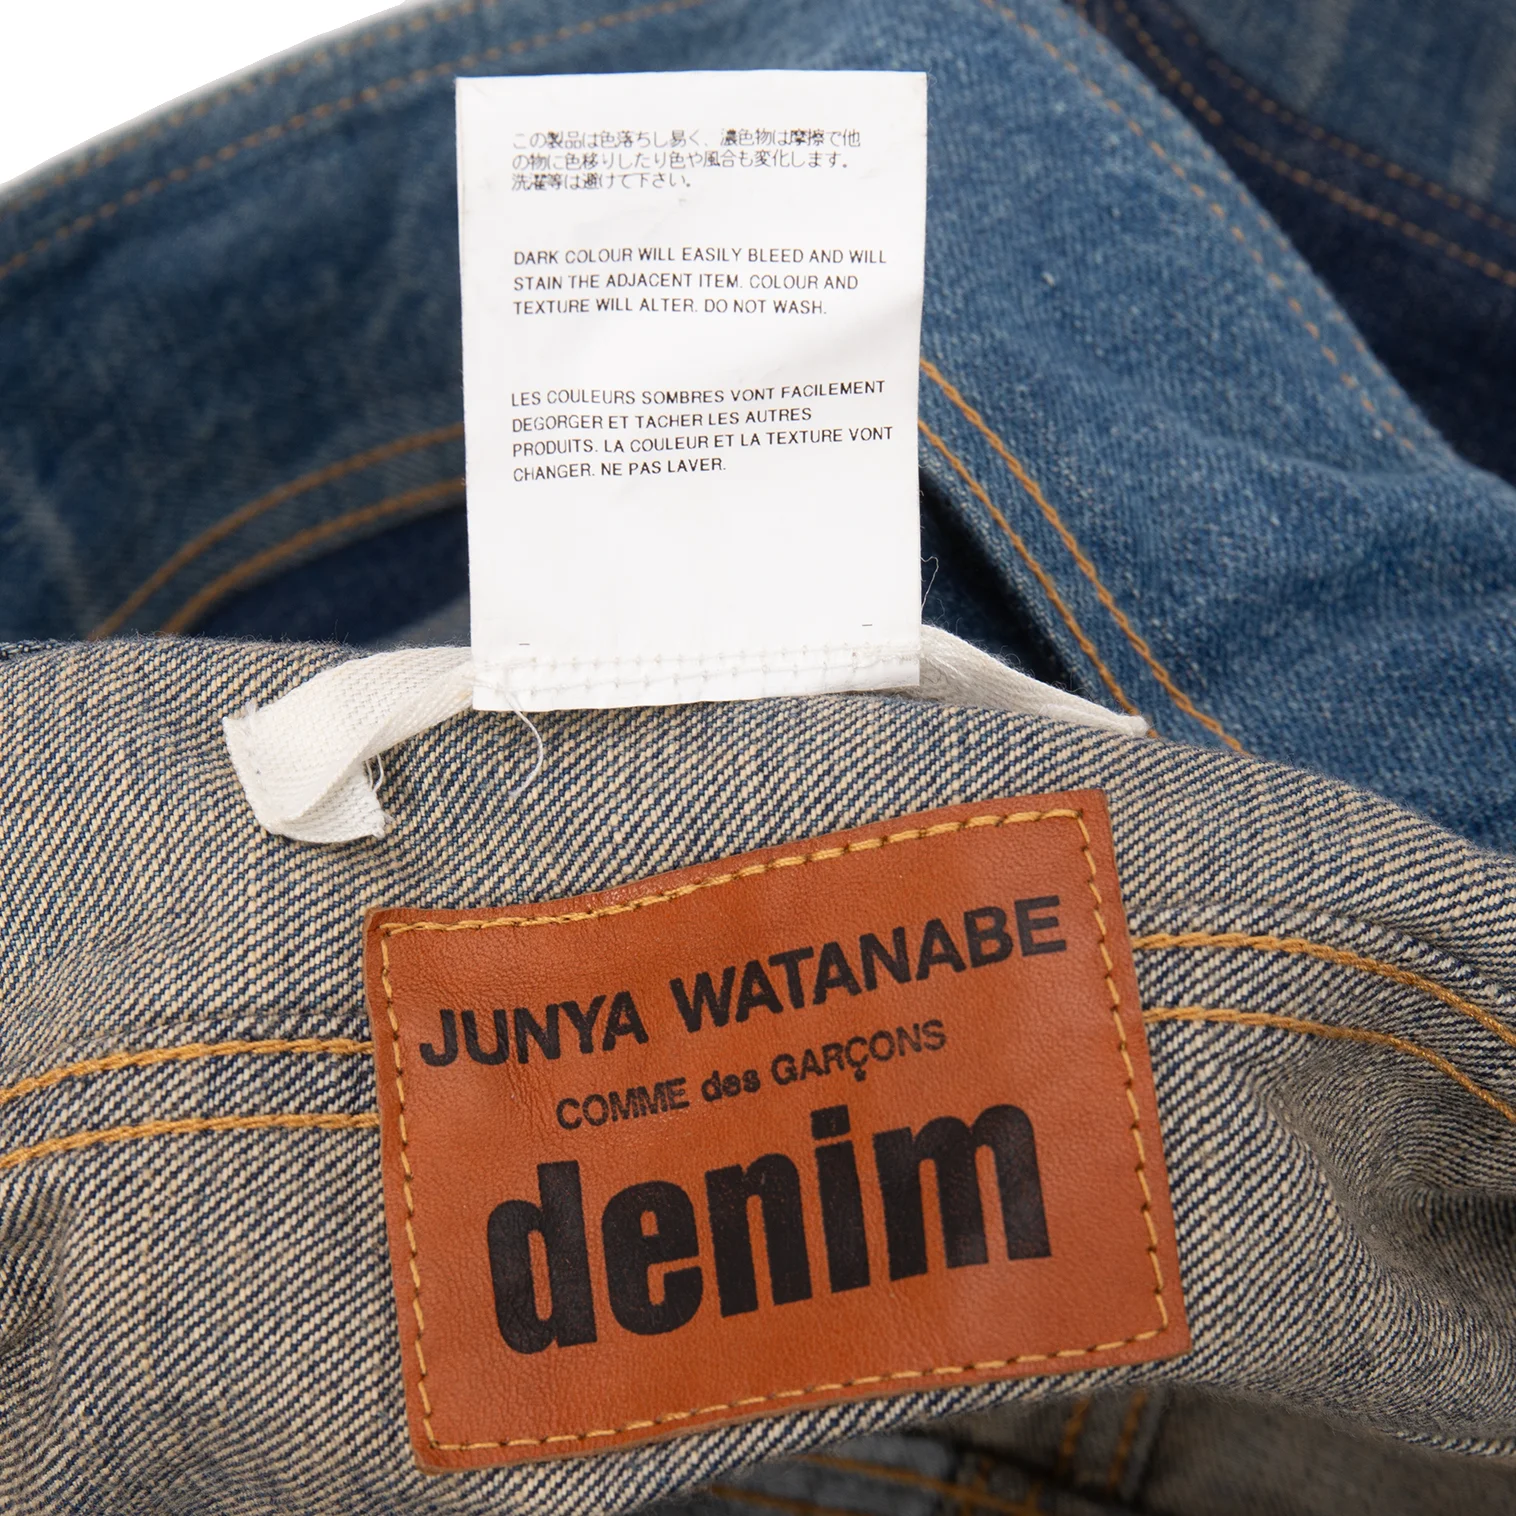 この製品は色落ちし易く、濃色物は摩擦で他
の物に色移りしたり色や風合も変化します。
洗濯等は避けて下さい。
DARK COLOUR WILL EASILY BLEED AND WILL
STAIN THE ADJACENT ITEM. COLOUR AND
TEXTURE WILL ALTER. DO NOT WASH.
LES COULEURS SOMBRES VONT FACILEMENT
DEGORGER ET TACHER LES AUTRES
PRODUITS. LA COULEUR ET LA TEXTURE VONT
CHANGER. NE PAS LAVER.
JUNYA WATANABE
COMME des GARÇONS
denim